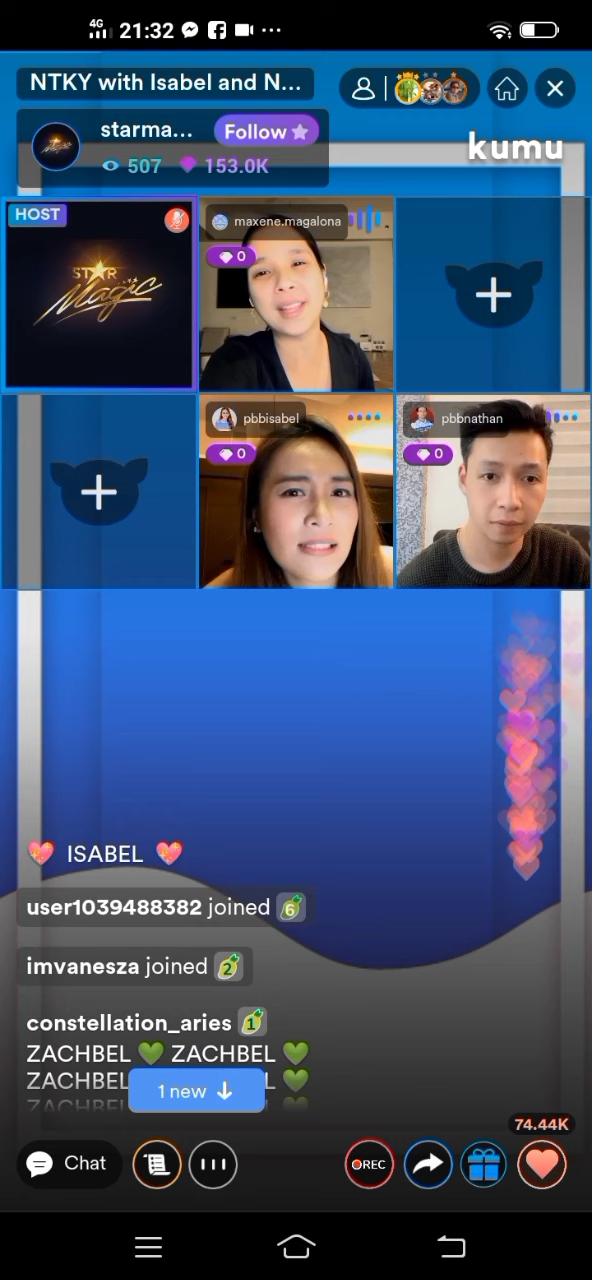 4G 21:32
NTKY with Isabel and N...
starma... Follow
507 153.0K
kumu
HOST
STAR
Magic
maxene.magalona
0
pbbisabel
0
pbbnathan
0
💖 ISABEL 💖
user1039488382 joined 6
imvanesza joined 2
constellation_aries 1
ZACHBEL 💚 ZACHBEL 💚
ZACHBEL L 💚
1 new ↓
74.44K
Chat
REC